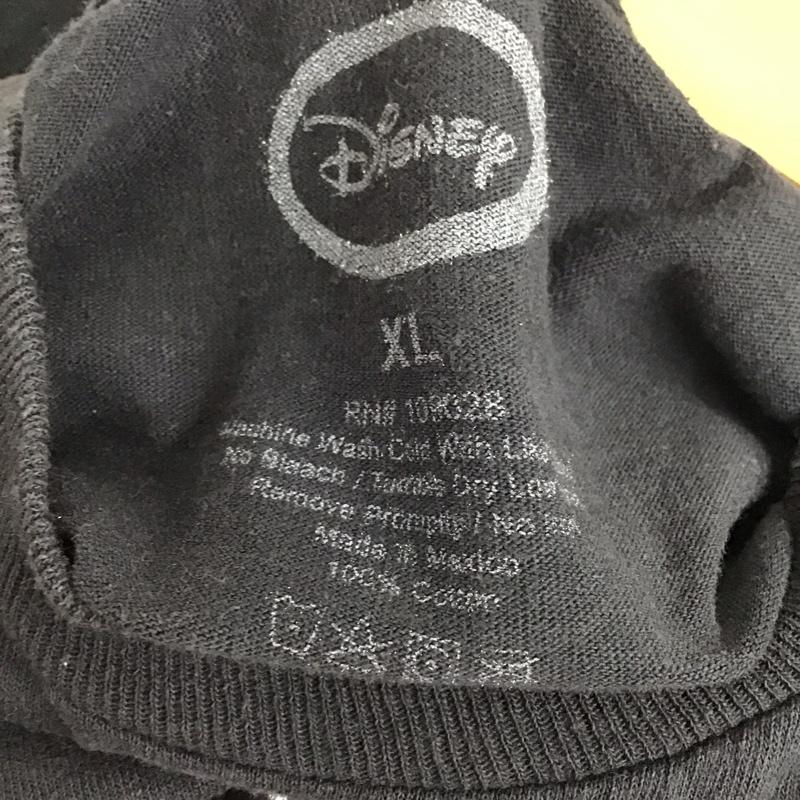 Disney
XL
RN# 108328
Machine Wash Cold With Like
No Bleach / Tumble Dry Low
Remove Promptly / No Iron
Made in Mexico
100% Cotton